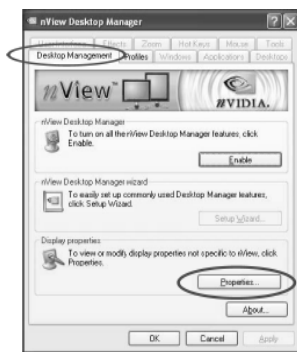 nView Desktop Manager
User Interface Effects Zoom Hot Keys Mouse Tools
Desktop Management Profiles Windows Applications Desktops
nView™
NVIDIA.
nView Desktop Manager
To turn on all the nView Desktop Manager features, click
Enable.
Enable
nView Desktop Manager wizard
To easily set up commonly used Desktop Manager features,
click Setup Wizard.
Setup Wizard...
Display properties
To view or modify display properties not specific to nView, click
Properties.
Properties...
About...
OK Cancel Apply